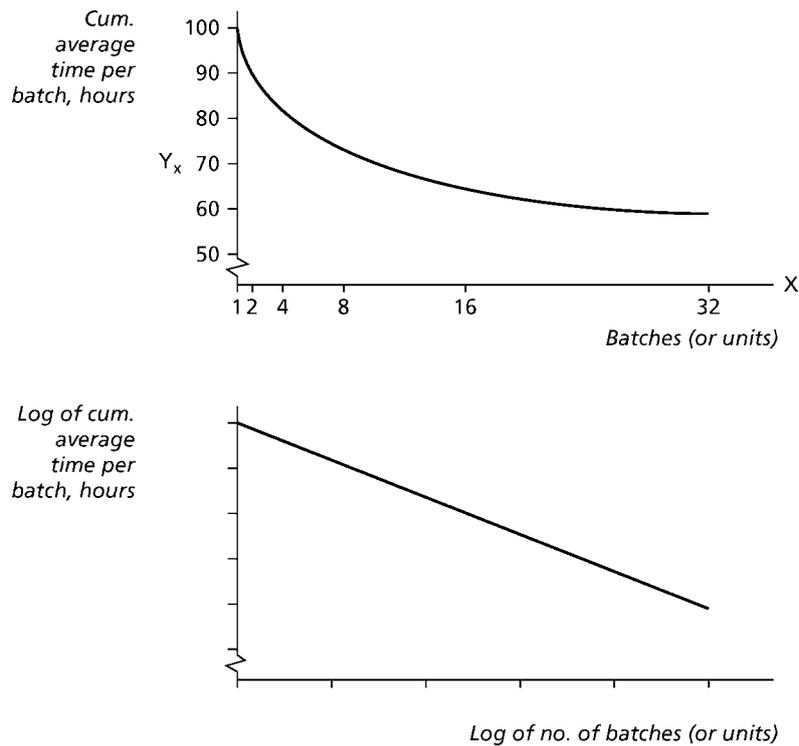 Cum.
average
time per
batch, hours
100
90
80
Yx 70
60
50
X
1 2 4 8 16 32
Batches (or units)
Log of cum.
average
time per
batch, hours
Log of no. of batches (or units)